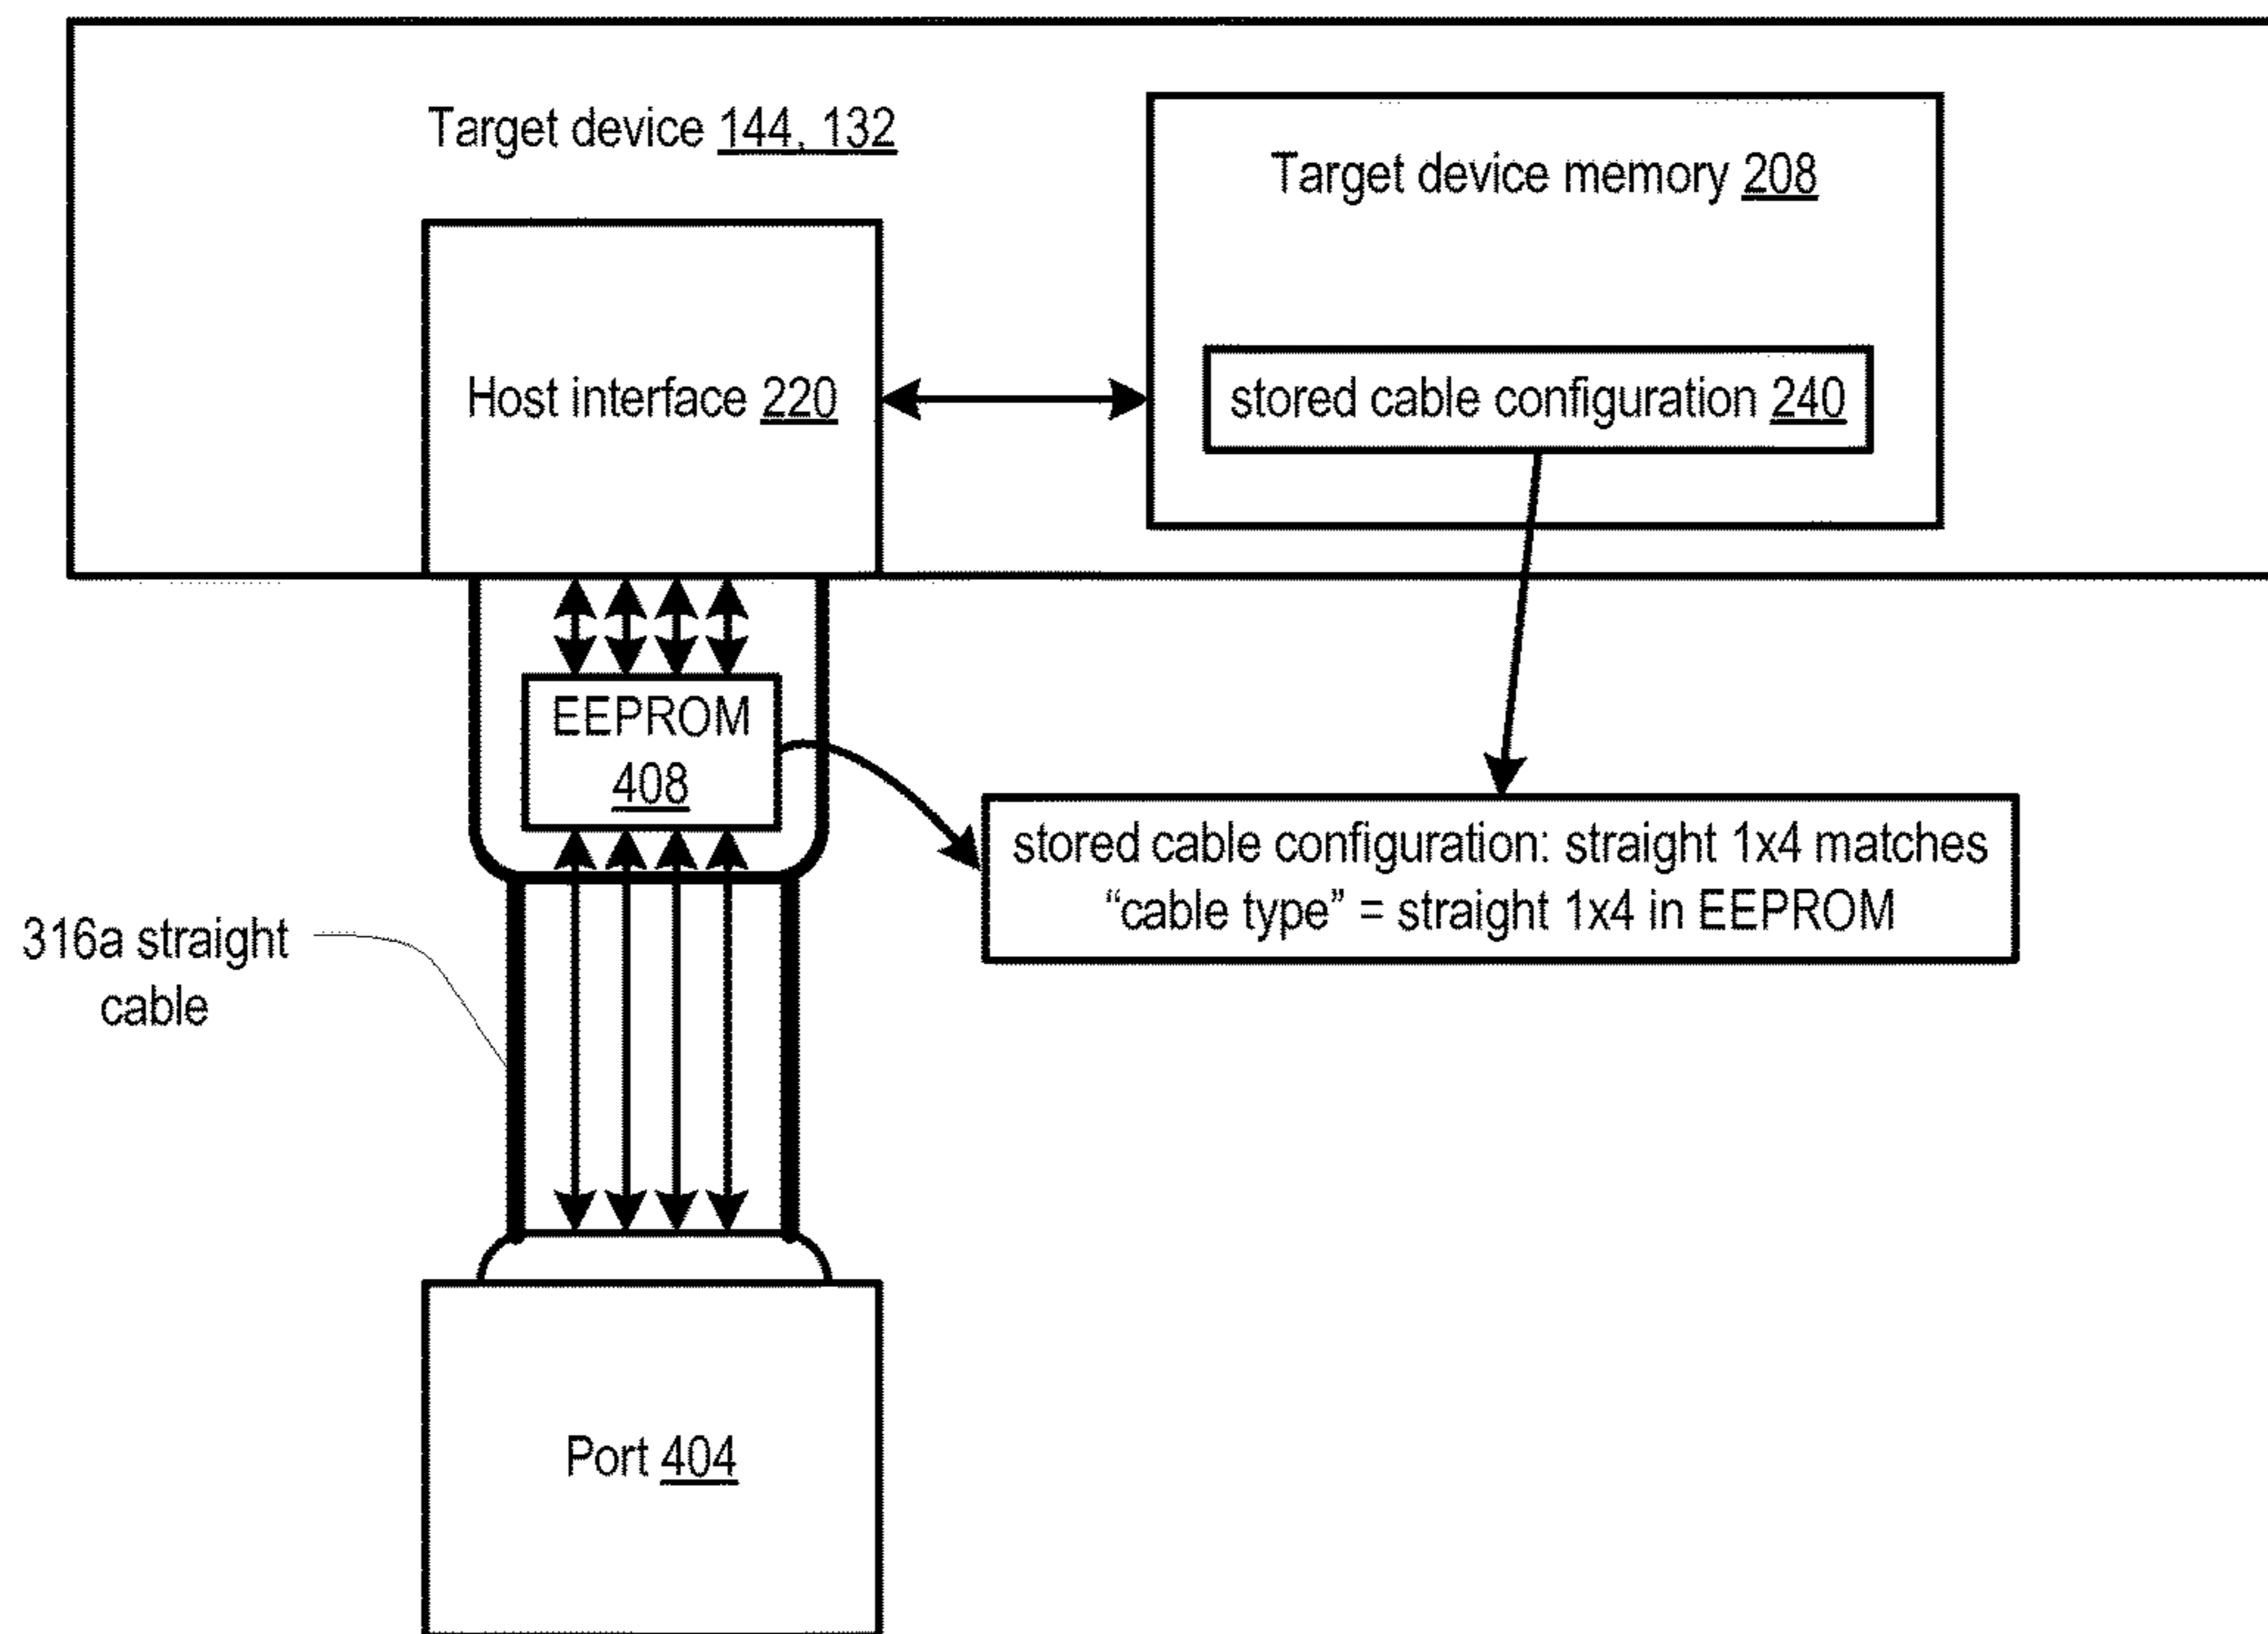 Target device 144, 132
Target device memory 208
Host interface 220
stored cable configuration 240
EEPROM
408
stored cable configuration: straight 1x4 matches
“cable type” = straight 1x4 in EEPROM
316a straight
cable
Port 404